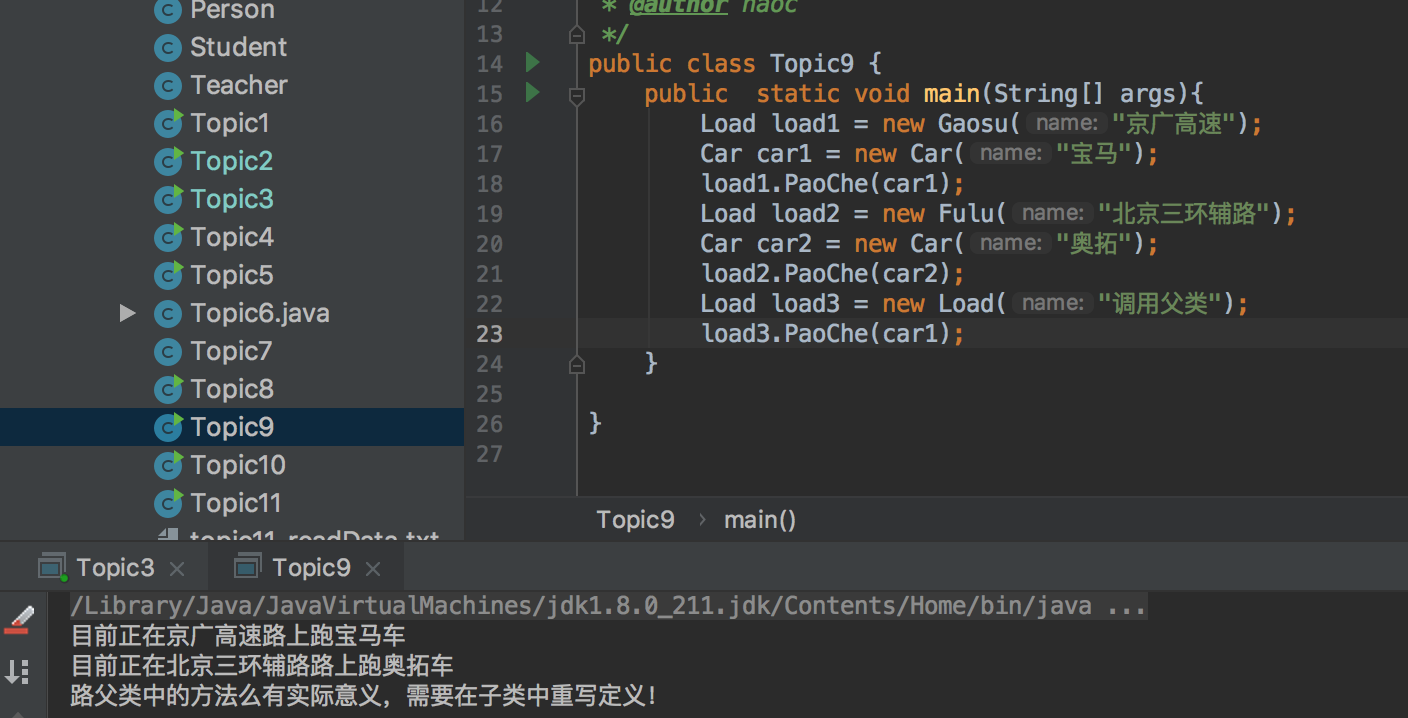 Person
Student
Teacher
Topic1
Topic2
Topic3
Topic4
Topic5
Topic6.java
Topic7
Topic8
Topic9
Topic10
Topic11
topic11_readData.txt
12 * @author haoc
13 */
14 public class Topic9 {
15 public static void main(String[] args){
16 Load load1 = new Gaosu( name: "京广高速");
17 Car car1 = new Car( name: "宝马");
18 load1.PaoChe(car1);
19 Load load2 = new Fulu( name: "北京三环辅路");
20 Car car2 = new Car( name: "奥拓");
21 load2.PaoChe(car2);
22 Load load3 = new Load( name: "调用父类");
23 load3.PaoChe(car1);
24 }
25
26 }
27
Topic9 › main()
Topic3 × Topic9 ×
/Library/Java/JavaVirtualMachines/jdk1.8.0_211.jdk/Contents/Home/bin/java ...
目前正在京广高速路上跑宝马车
目前正在北京三环辅路路上跑奥拓车
路父类中的方法么有实际意义，需要在子类中重写定义！